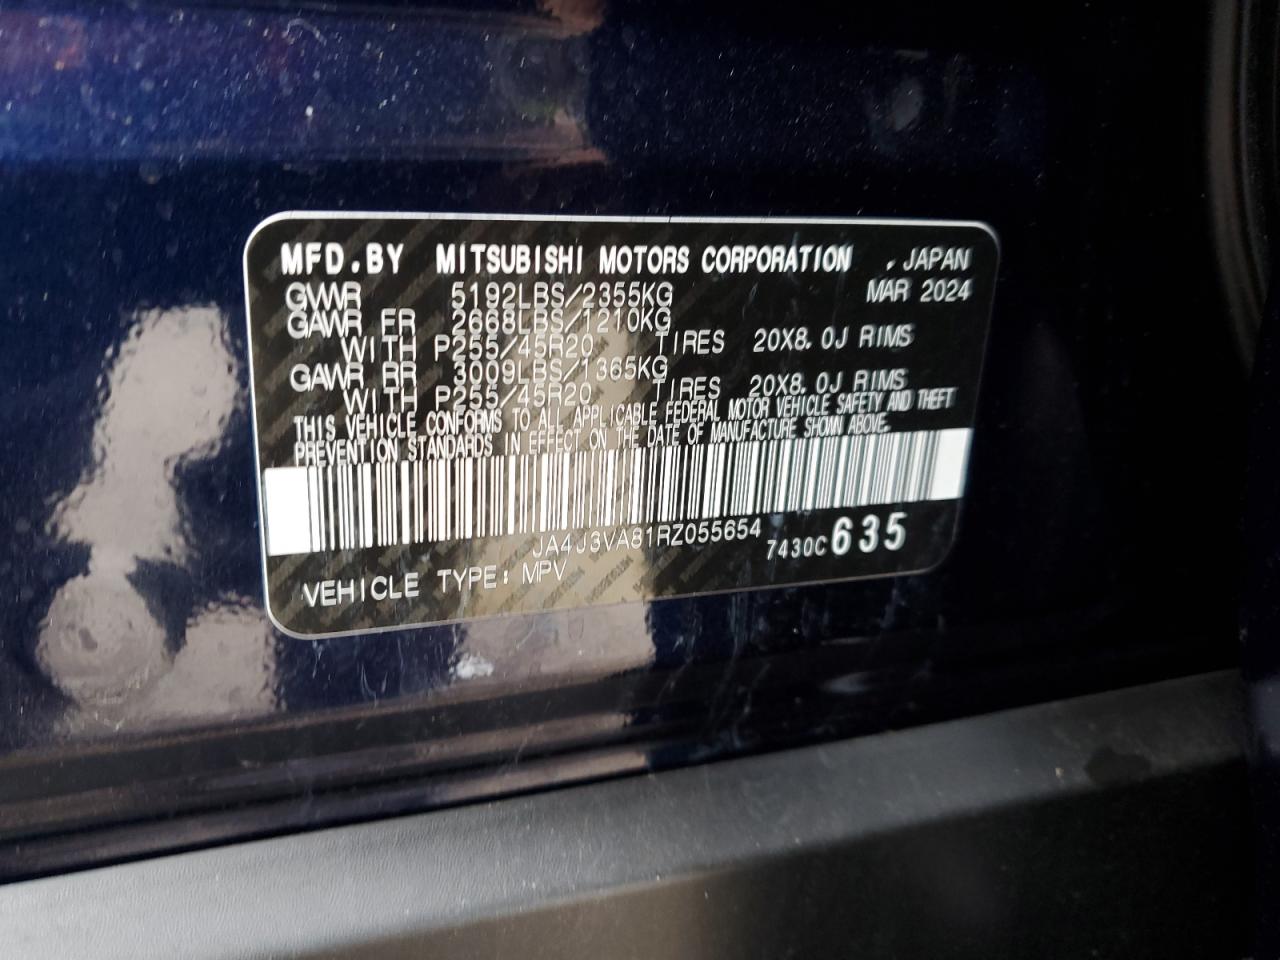 MFD.BY MITSUBISHI MOTORS CORPORATION , JAPAN
GVWR 5192LBS/2355KG MAR 2024
GAWR FR 2668LBS/1210KG
WITH P255/45R20 TIRES 20X8.0J RIMS
GAWR RR 3009LBS/1365KG
WITH P255/45R20 TIRES 20X8.0J RIMS
THIS VEHICLE CONFORMS TO ALL APPLICABLE FEDERAL MOTOR VEHICLE SAFETY AND THEFT
PREVENTION STANDARDS IN EFFECT ON THE DATE OF MANUFACTURE SHOWN ABOVE.
JA4J3VA81RZ055654 7430C 635
VEHICLE TYPE: MPV